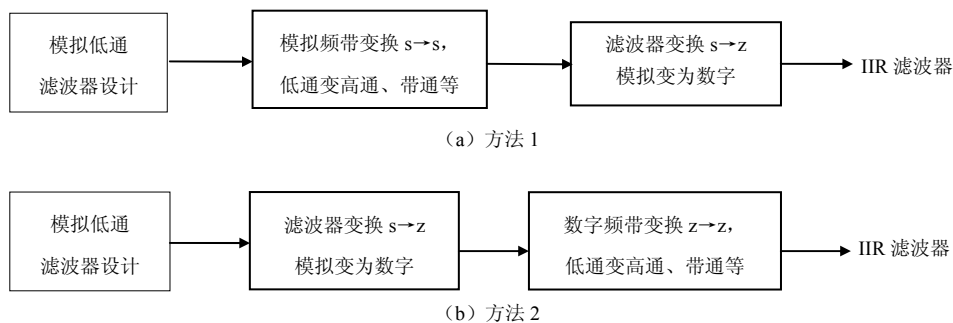 模拟低通
滤波器设计
模拟频带变换 s→s，
低通变高通、带通等
滤波器变换 s→z
模拟变为数字
IIR 滤波器
（a）方法 1
模拟低通
滤波器设计
滤波器变换 s→z
模拟变为数字
数字频带变换 z→z，
低通变高通、带通等
IIR 滤波器
（b）方法 2